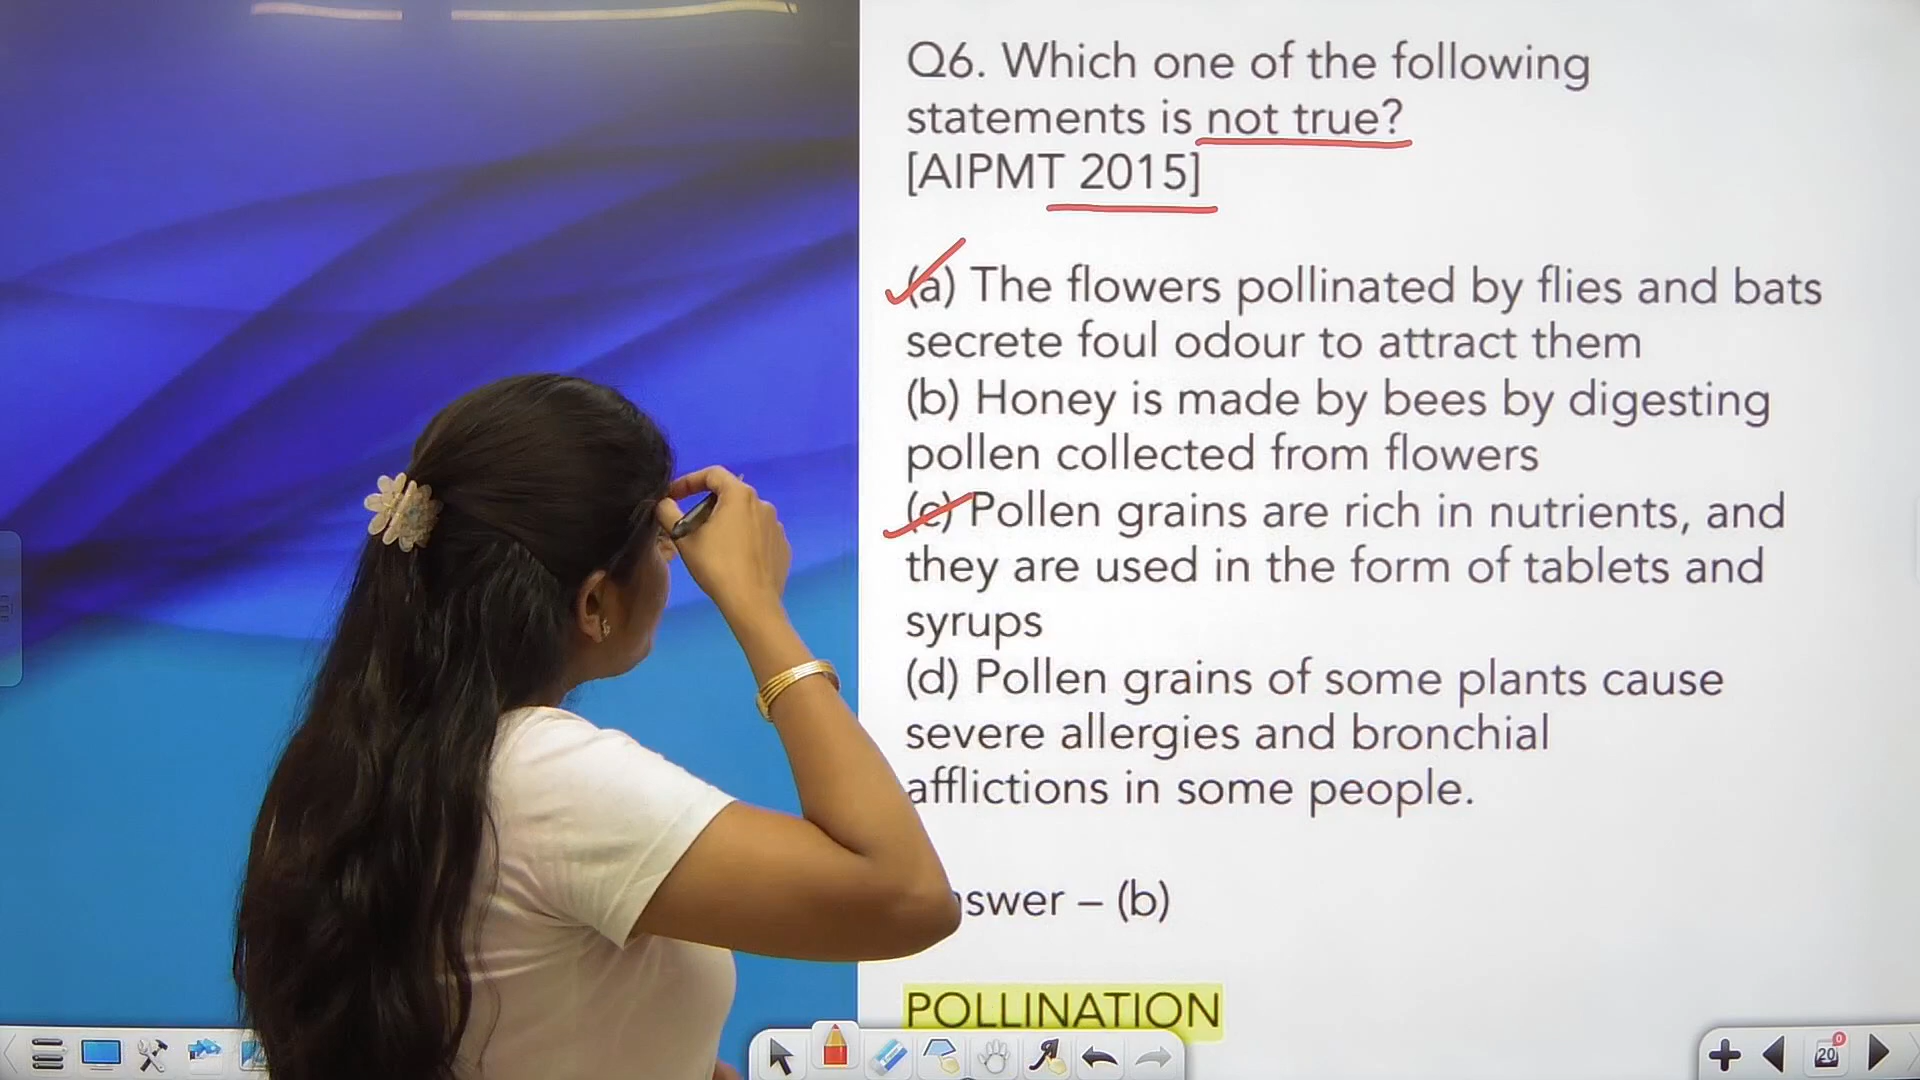 Q6. Which one of the following
statements is not true?
[AIPMT 2015]
(a) The flowers pollinated by flies and bats
secrete foul odour to attract them
(b) Honey is made by bees by digesting
pollen collected from flowers
(c) Pollen grains are rich in nutrients, and
they are used in the form of tablets and
syrups
(d) Pollen grains of some plants cause
severe allergies and bronchial
afflictions in some people.
swer – (b)
POLLINATION
20
0